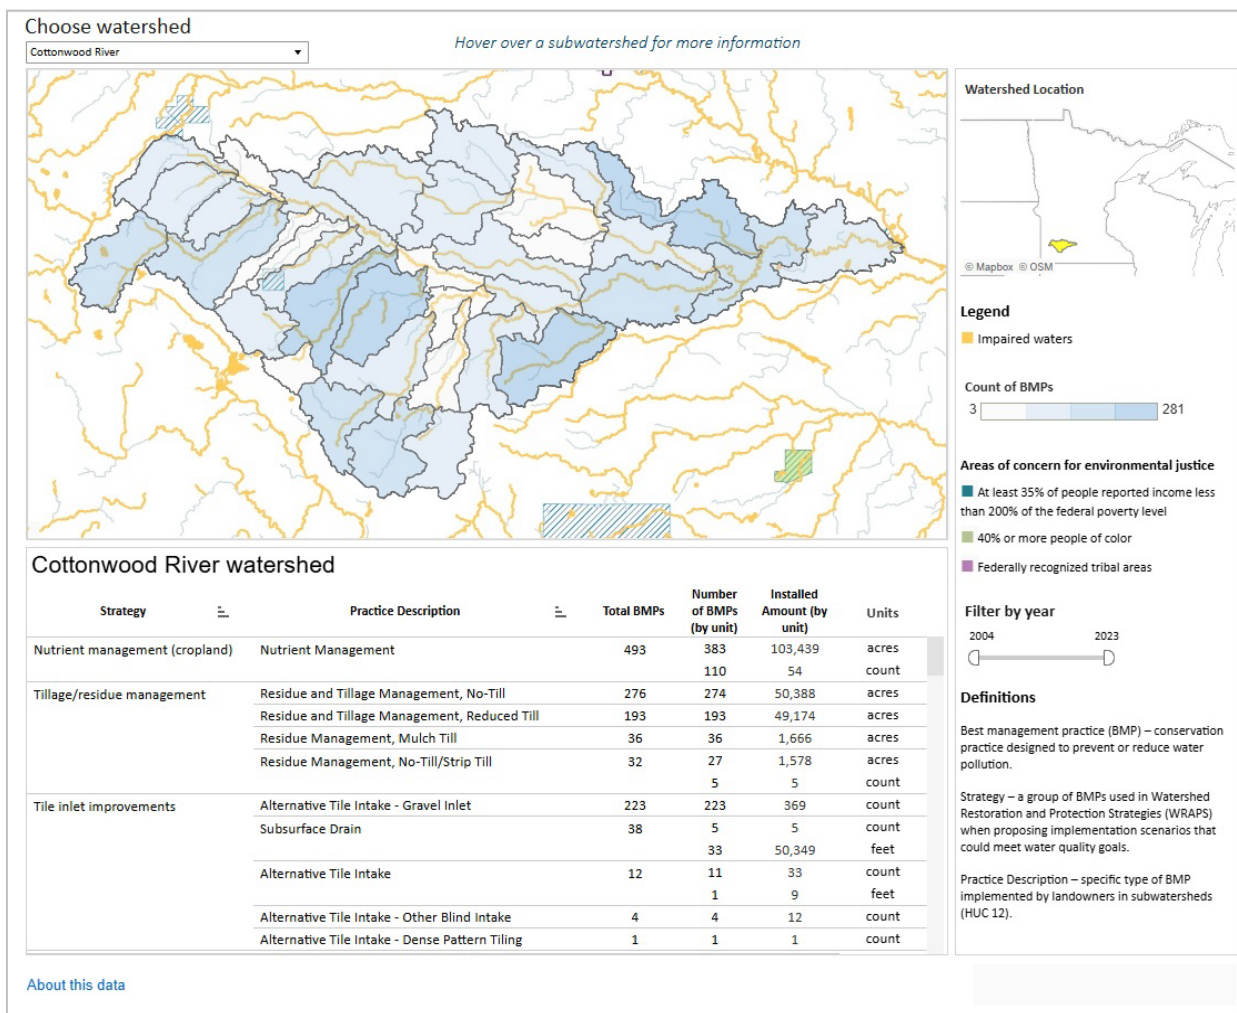 Choose watershed
Cottonwood River
Hover over a subwatershed for more information
Watershed Location
© Mapbox © OSM
Legend
Impaired waters
Count of BMPs
3 281
Areas of concern for environmental justice
At least 35% of people reported income less
than 200% of the federal poverty level
40% or more people of color
Federally recognized tribal areas
Filter by year
2004 2023
Definitions
Best management practice (BMP) – conservation
practice designed to prevent or reduce water
pollution.
Strategy – a group of BMPs used in Watershed
Restoration and Protection Strategies (WRAPS)
when proposing implementation scenarios that
could meet water quality goals.
Practice Description – specific type of BMP
implemented by landowners in subwatersheds
(HUC 12).
Cottonwood River watershed
Strategy Practice Description Total BMPs Number of BMPs (by unit) Installed Amount (by unit) Units
Nutrient management (cropland) Nutrient Management 493 383 103,439 acres
110 54 count
Tillage/residue management Residue and Tillage Management, No-Till 276 274 50,388 acres
Residue and Tillage Management, Reduced Till 193 193 49,174 acres
Residue Management, Mulch Till 36 36 1,666 acres
Residue Management, No-Till/Strip Till 32 27 1,578 acres
5 5 count
Tile inlet improvements Alternative Tile Intake - Gravel Inlet 223 223 369 count
Subsurface Drain 38 5 5 count
33 50,349 feet
Alternative Tile Intake 12 11 33 count
1 9 feet
Alternative Tile Intake - Other Blind Intake 4 4 12 count
Alternative Tile Intake - Dense Pattern Tiling 1 1 1 count
About this data